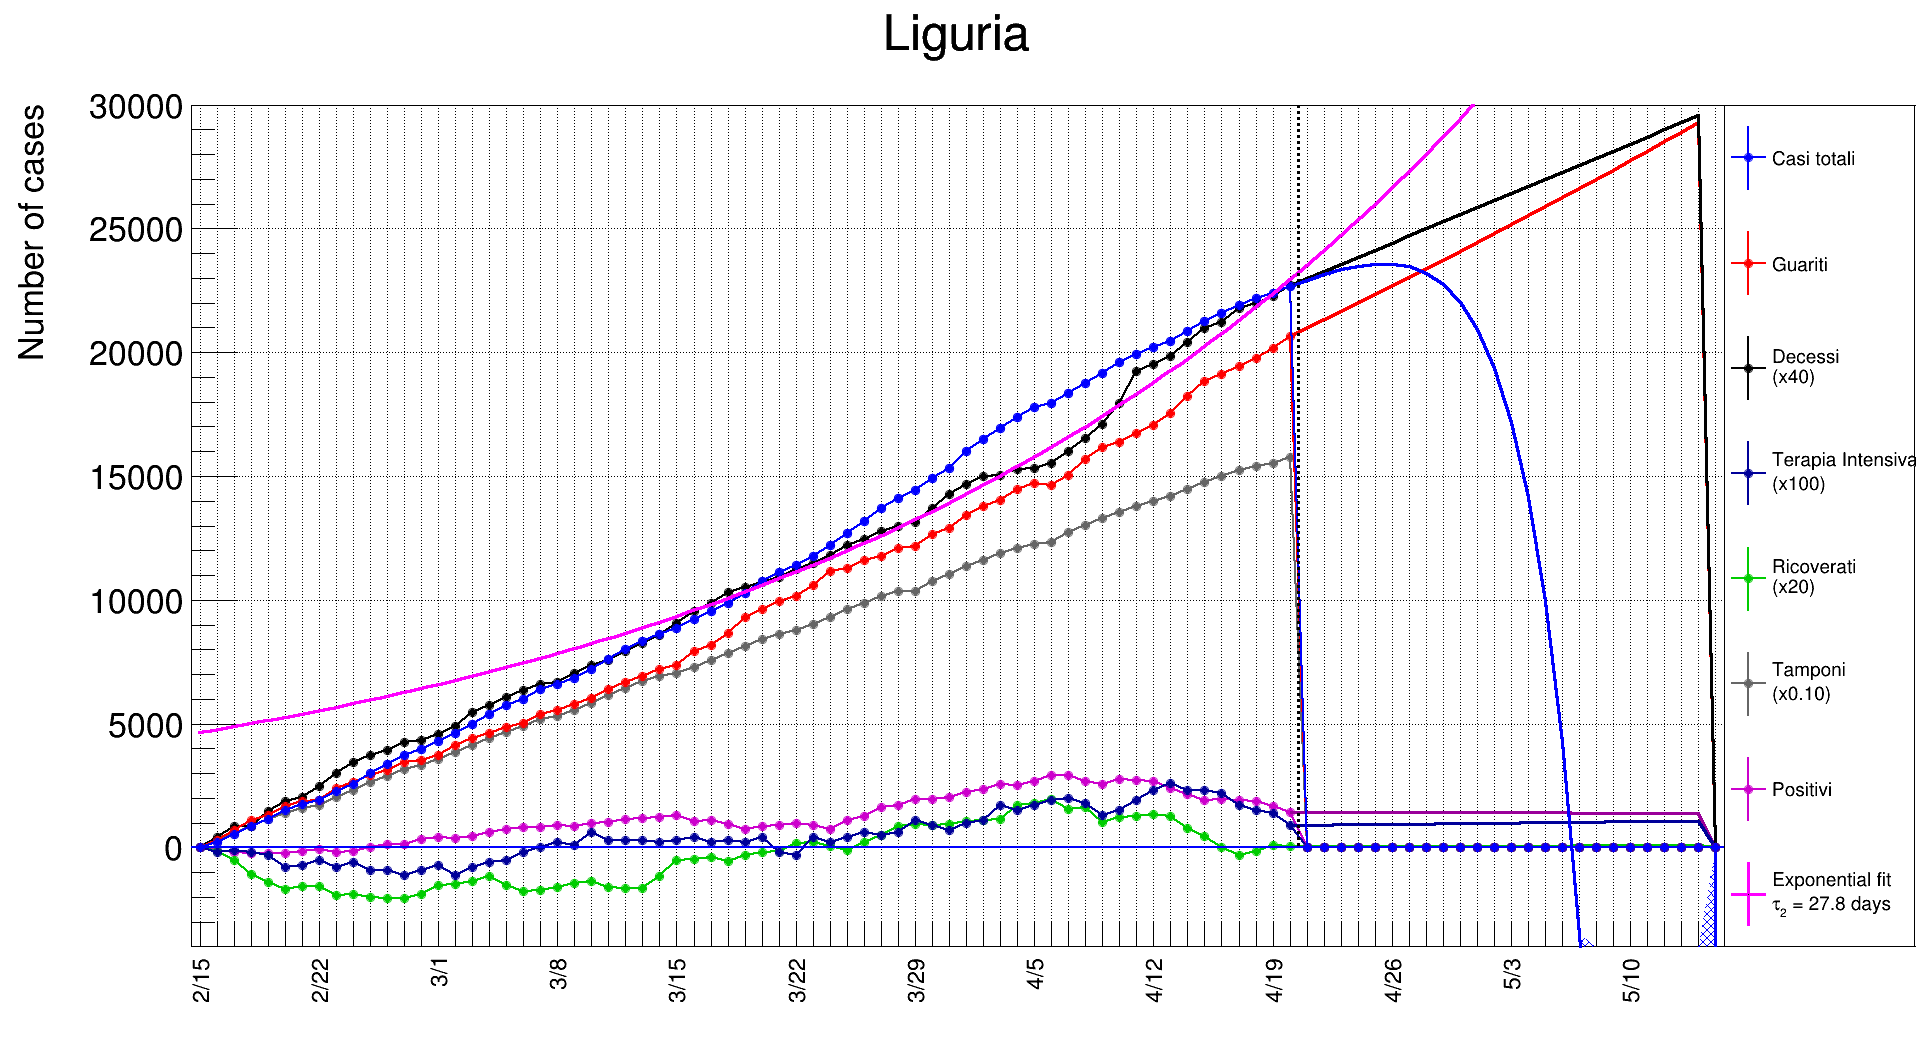 Liguria
Number of cases
30000
25000
20000
15000
10000
5000
0
2/15
2/22
3/1
3/8
3/15
3/22
3/29
4/5
4/12
4/19
4/26
5/3
5/10
Casi totali
Guariti
Decessi
(x40)
Terapia Intensiva
(x100)
Ricoverati
(x20)
Tamponi
(x0.10)
Positivi
Exponential fit
τ2 = 27.8 days